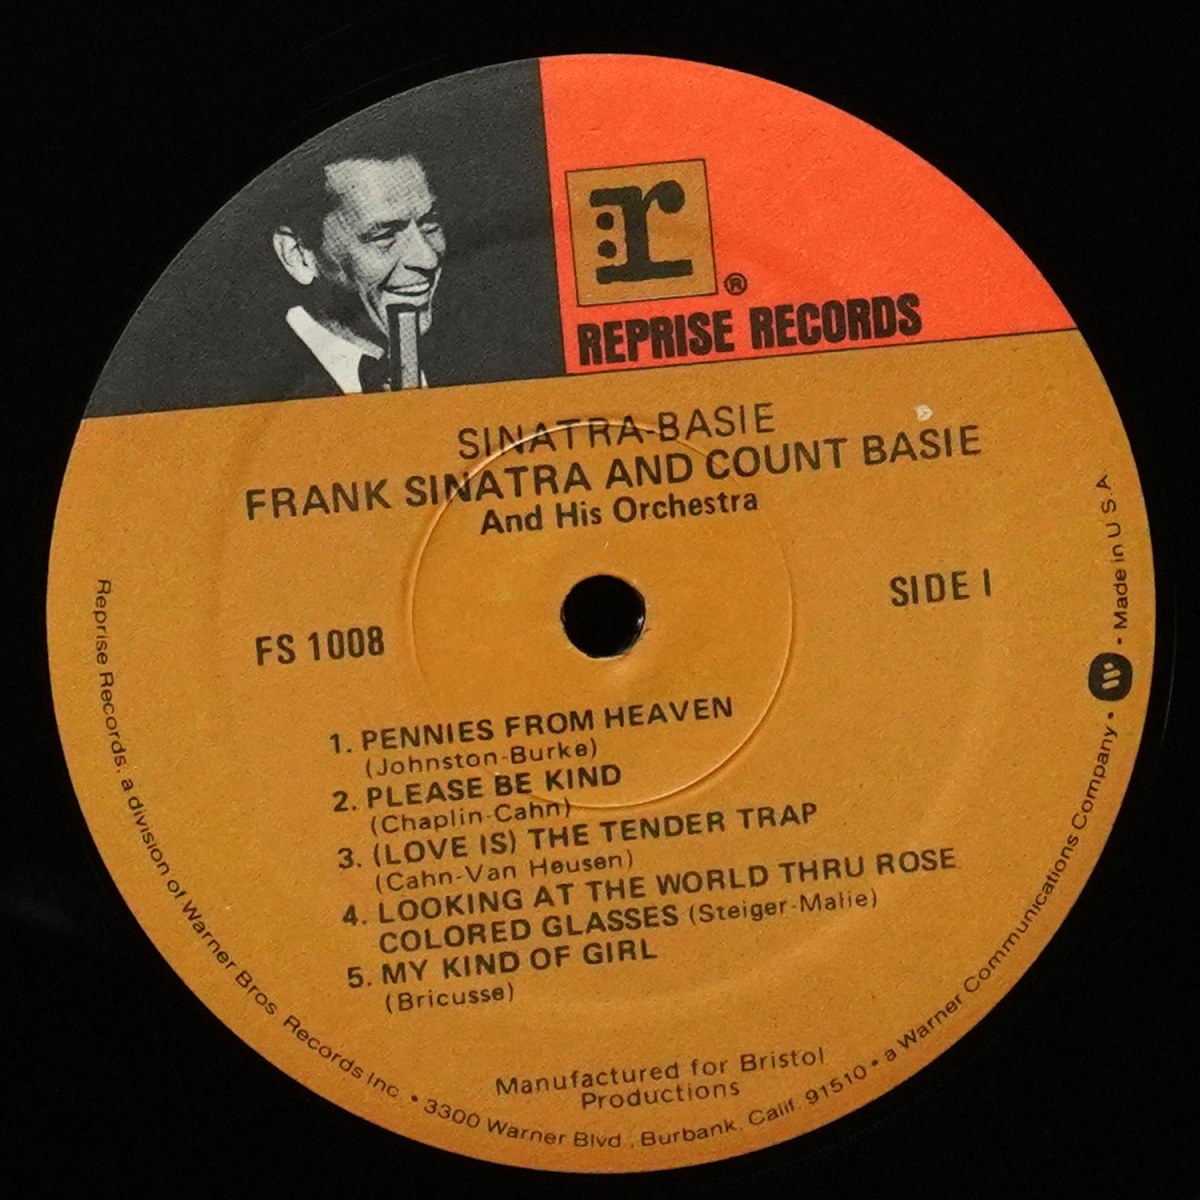 r
®
REPRISE RECORDS
SINATRA-BASIE
FRANK SINATRA AND COUNT BASIE
And His Orchestra
SIDE I
FS 1008
1. PENNIES FROM HEAVEN
(Johnston-Burke)
2. PLEASE BE KIND
(Chaplin-Cahn)
3. (LOVE IS) THE TENDER TRAP
(Cahn-Van Heusen)
4. LOOKING AT THE WORLD THRU ROSE
COLORED GLASSES (Steiger-Malie)
5. MY KIND OF GIRL
(Bricusse)
Manufactured for Bristol
Productions
Reprise Records, a division of Warner Bros. Records Inc. • 3300 Warner Blvd., Burbank, Calif. 91510 • a Warner Communications Company • W • Made in U.S.A.